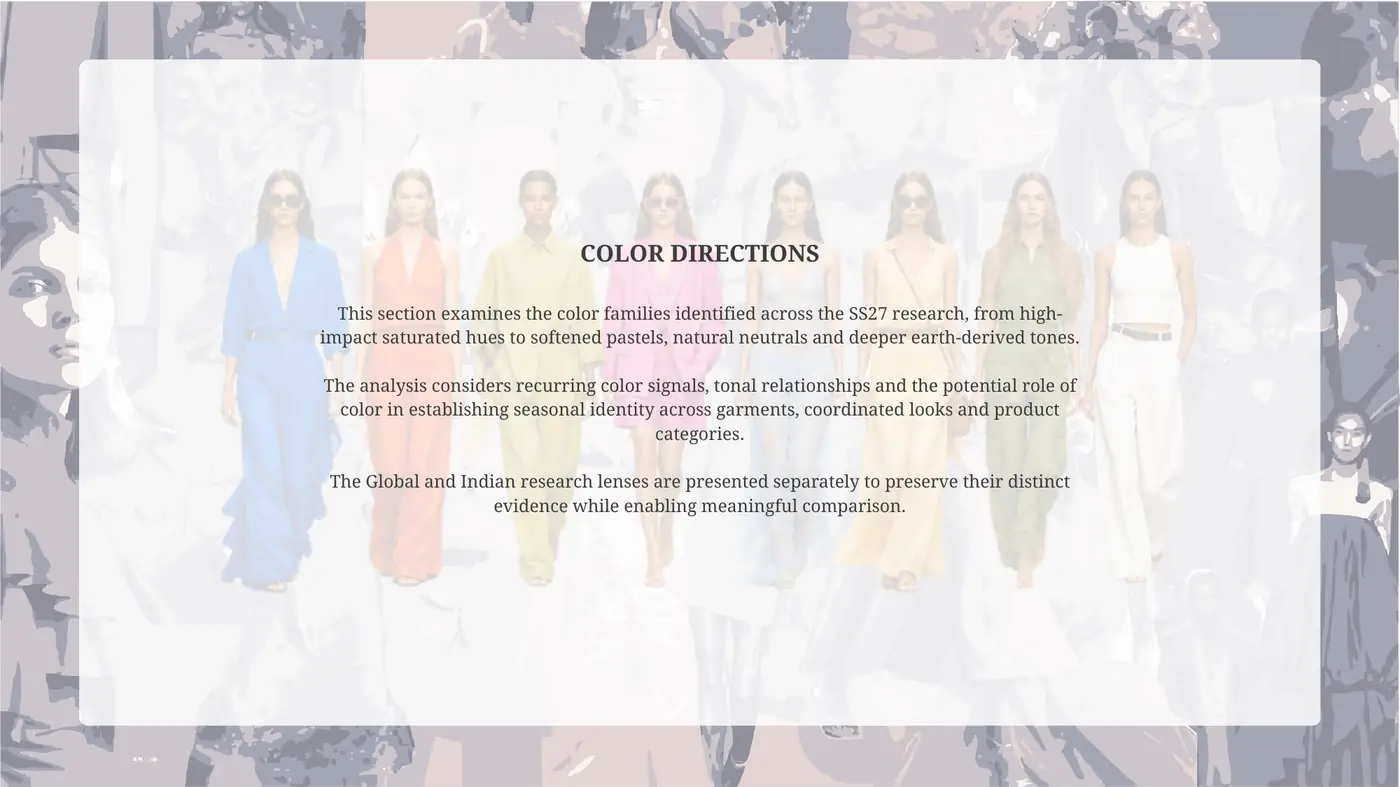 COLOR DIRECTIONS
This section examines the color families identified across the SS27 research, from high-
impact saturated hues to softened pastels, natural neutrals and deeper earth-derived tones.
The analysis considers recurring color signals, tonal relationships and the potential role of
color in establishing seasonal identity across garments, coordinated looks and product
categories.
The Global and Indian research lenses are presented separately to preserve their distinct
evidence while enabling meaningful comparison.